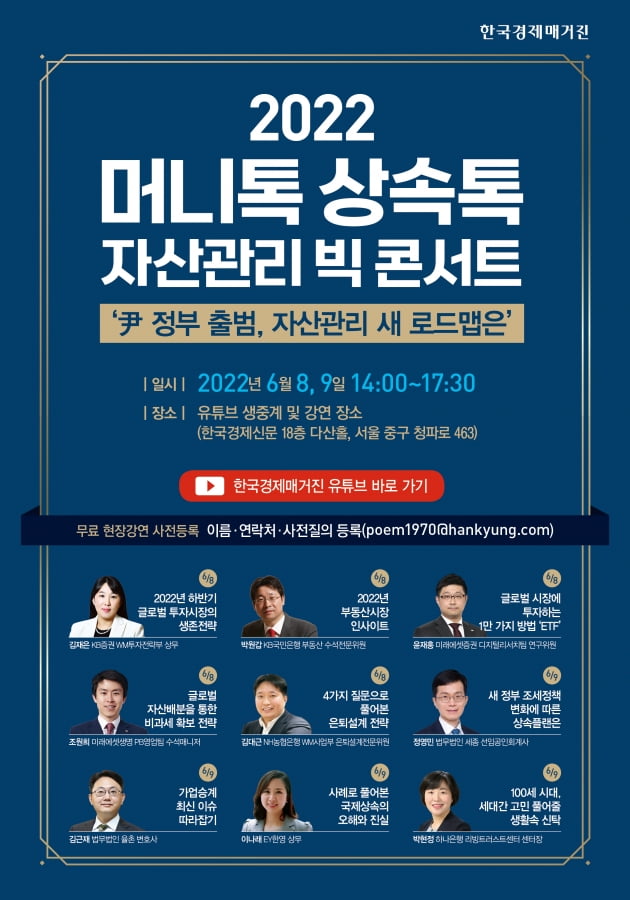 한국경제매거진
2022
머니톡 상속톡
자산관리 빅 콘서트
‘尹 정부 출범, 자산관리 새 로드맵은’
| 일시 | 2022년 6월 8, 9일 14:00~17:30
| 장소 | 유튜브 생중계 및 강연 장소
(한국경제신문 18층 다산홀, 서울 중구 청파로 463)
한국경제매거진 유튜브 바로 가기
무료 현장강연 사전등록 이름·연락처·사전질의 등록(poem1970@hankyung.com)
6/8
2022년 하반기
글로벌 투자시장의
생존전략
김재은 KB증권 WM투자전략부 상무
6/8
2022년
부동산시장
인사이트
박원갑 KB국민은행 부동산 수석전문위원
6/8
글로벌 시장에
투자하는
1만 가지 방법 ‘ETF’
윤재홍 미래에셋증권 디지털리서치팀 연구위원
6/8
글로벌
자산배분을 통한
비과세 확보 전략
조원희 미래에셋생명 PB영업팀 수석매니저
6/8
4가지 질문으로
풀어본
은퇴설계 전략
김대근 NH농협은행 WM사업부 은퇴설계전문위원
6/9
새 정부 조세정책
변화에 따른
상속플랜은
정영민 법무법인 세종 선임공인회계사
6/9
가업승계
최신 이슈
따라잡기
김근재 법무법인 율촌 변호사
6/9
사례로 풀어본
국제상속의
오해와 진실
이나래 EY한영 상무
6/9
100세 시대,
세대간 고민 풀어줄
생활속 신탁
박현정 하나은행 리빙트러스트센터 센터장